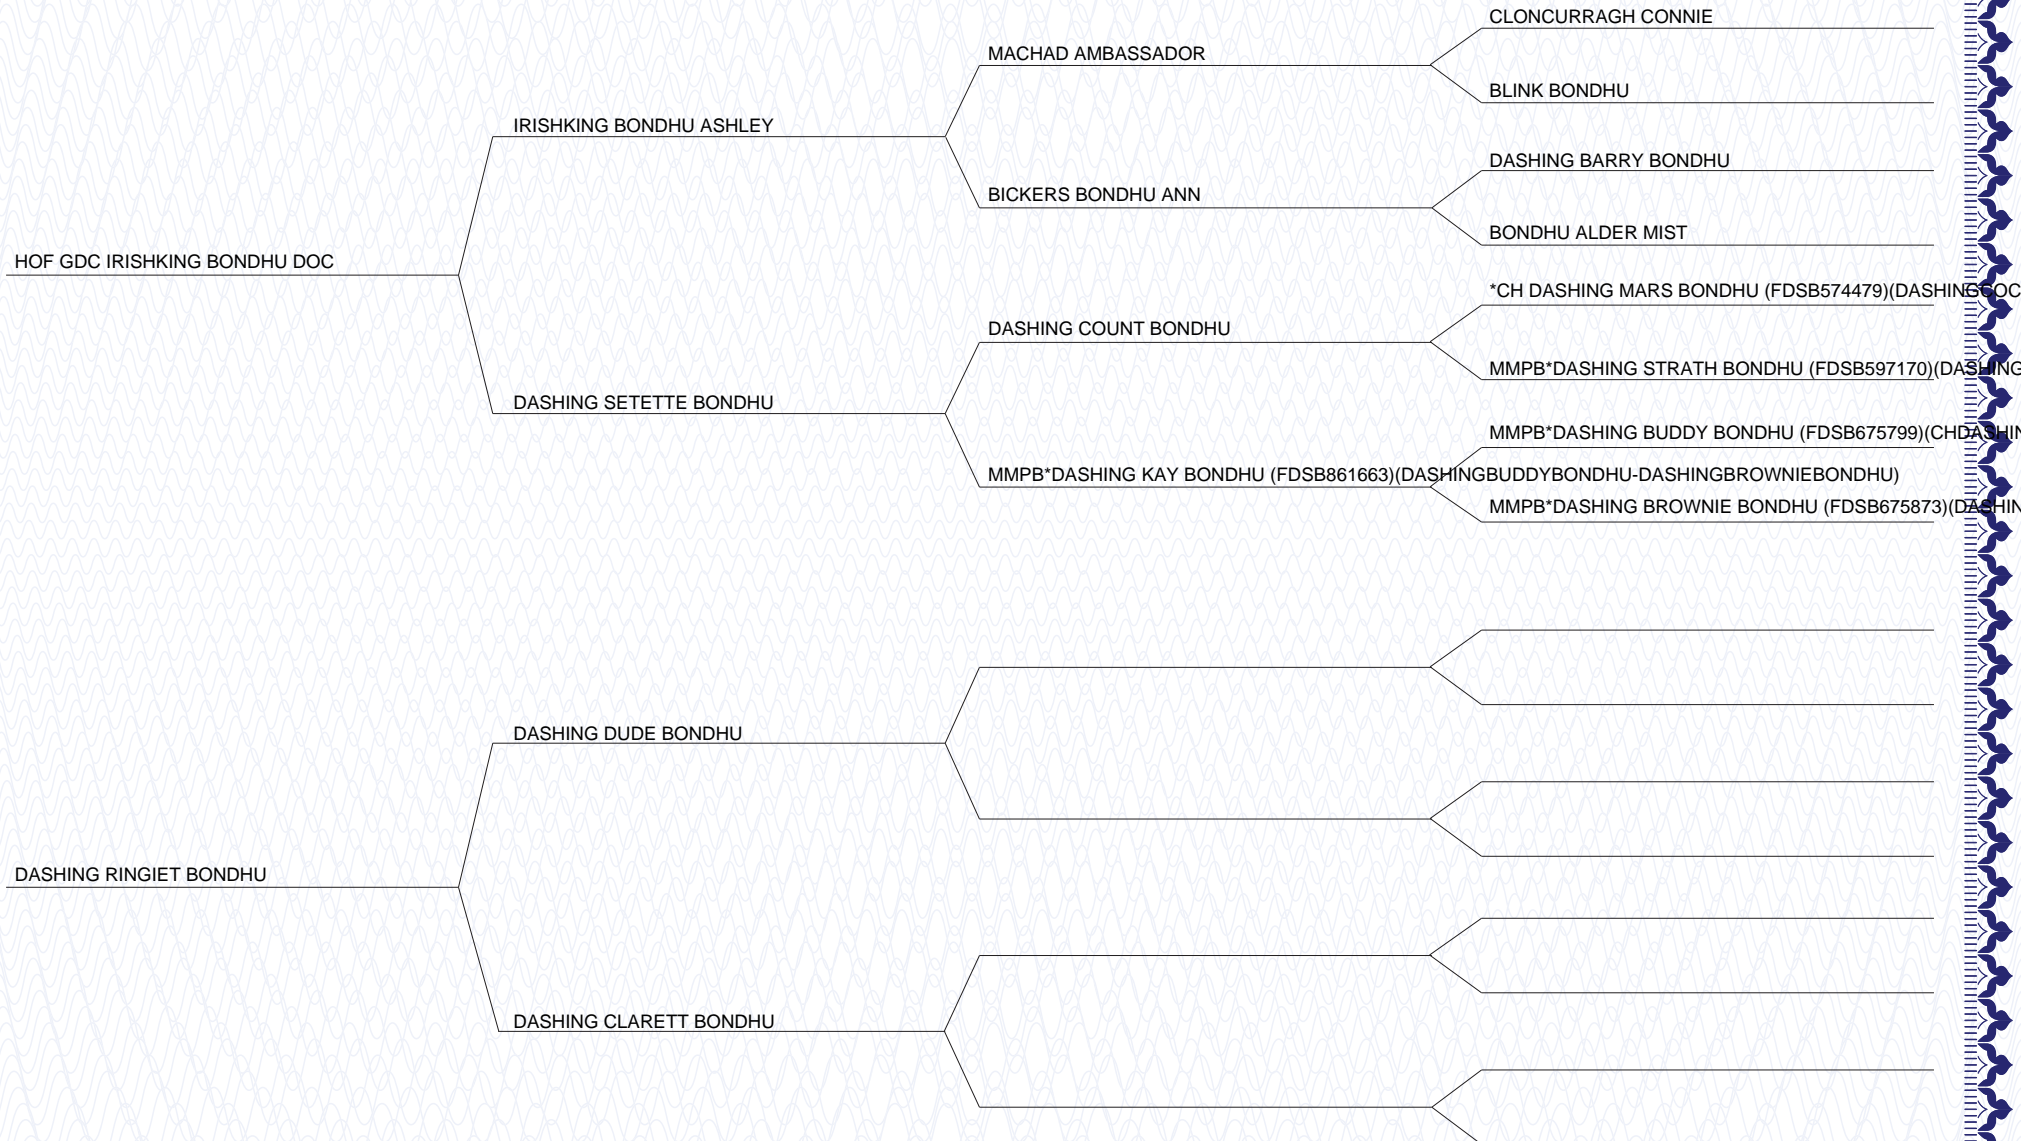 CLONCURRAGH CONNIE
MACHAD AMBASSADOR
BLINK BONDHU
IRISHKING BONDHU ASHLEY
DASHING BARRY BONDHU
BICKERS BONDHU ANN
BONDHU ALDER MIST
HOF GDC IRISHKING BONDHU DOC
*CH DASHING MARS BONDHU (FDSB574479)(DASHINGCOC
DASHING COUNT BONDHU
MMPB*DASHING STRATH BONDHU (FDSB597170)(DASHING
DASHING SETETTE BONDHU
MMPB*DASHING BUDDY BONDHU (FDSB675799)(CHDASHIN
MMPB*DASHING KAY BONDHU (FDSB861663)(DASHINGBUDDYBONDHU-DASHINGBROWNIEBONDHU)
MMPB*DASHING BROWNIE BONDHU (FDSB675873)(DASHIN
DASHING DUDE BONDHU
DASHING RINGIET BONDHU
DASHING CLARETT BONDHU